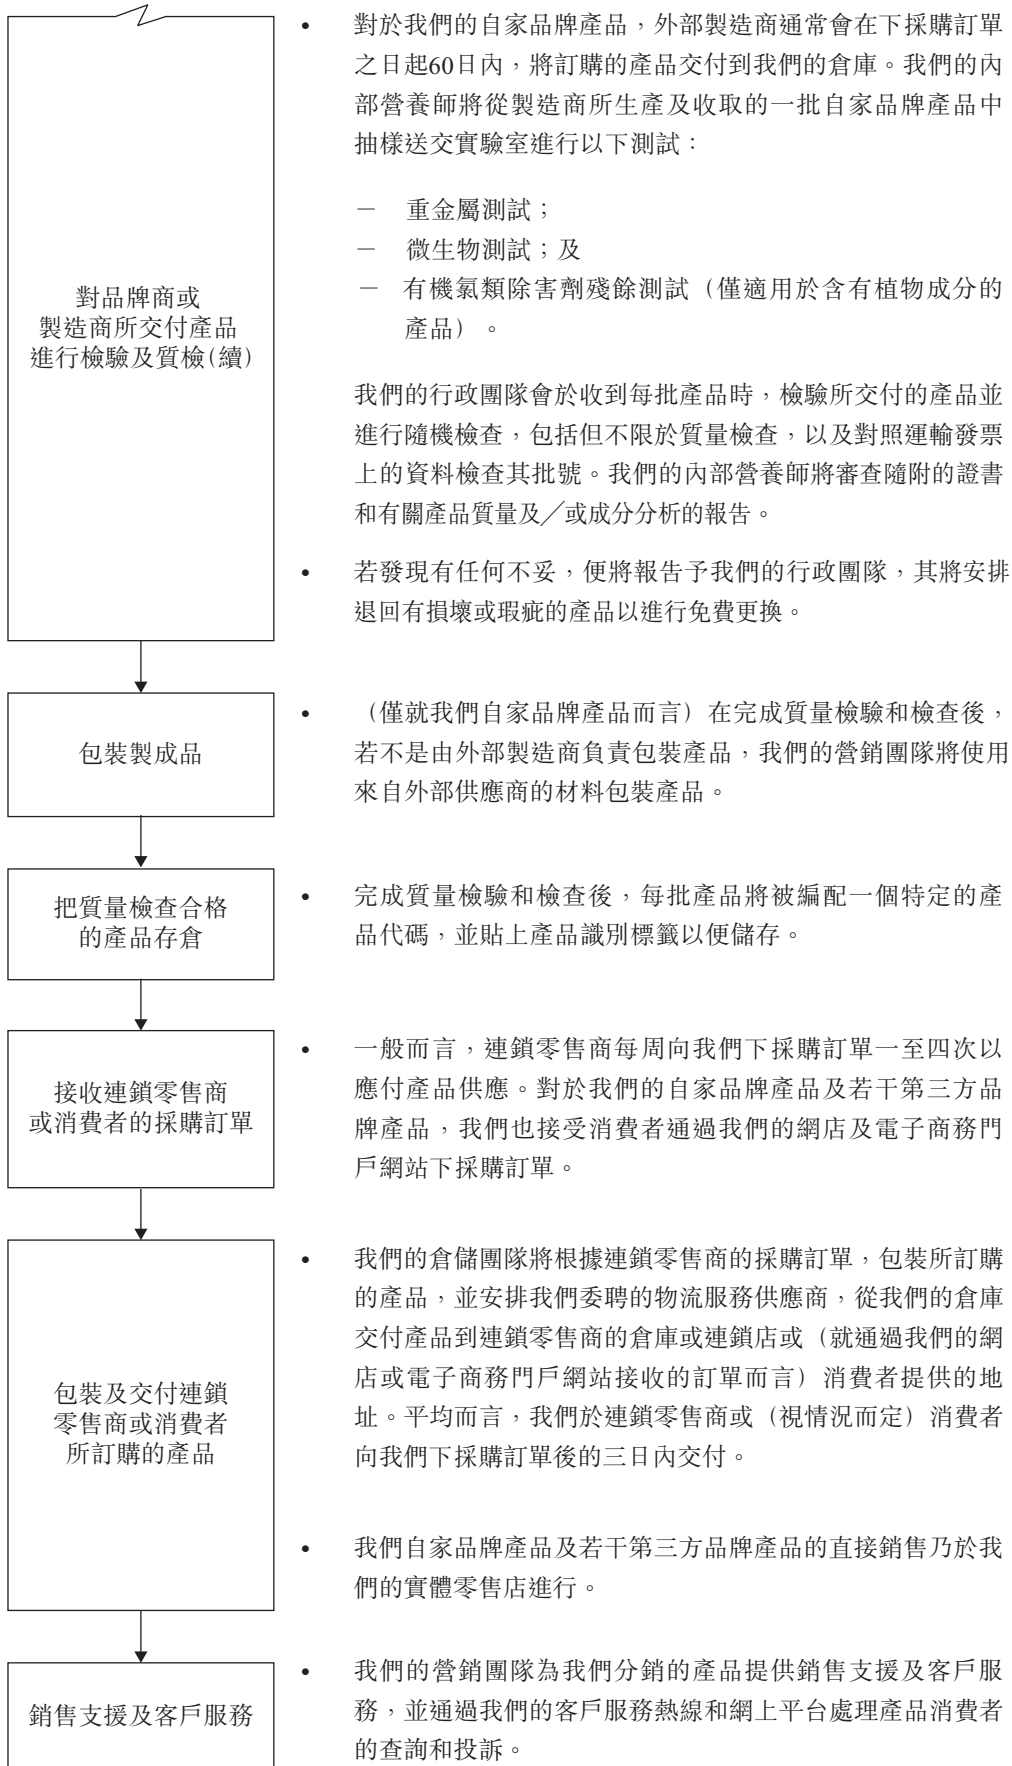 對品牌商或
製造商所交付產品
進行檢驗及質檢(續)
• 對於我們的自家品牌產品，外部製造商通常會在下採購訂單
之日起60日內，將訂購的產品交付到我們的倉庫。我們的內
部營養師將從製造商所生產及收取的一批自家品牌產品中
抽樣送交實驗室進行以下測試：
－ 重金屬測試；
－ 微生物測試；及
－ 有機氯類除害劑殘餘測試（僅適用於含有植物成分的
產品）。
我們的行政團隊會於收到每批產品時，檢驗所交付的產品並
進行隨機檢查，包括但不限於質量檢查，以及對照運輸發票
上的資料檢查其批號。我們的內部營養師將審查隨附的證書
和有關產品質量及╱或成分分析的報告。
• 若發現有任何不妥，便將報告予我們的行政團隊，其將安排
退回有損壞或瑕疵的產品以進行免費更換。
包裝製成品
• （僅就我們自家品牌產品而言）在完成質量檢驗和檢查後，
若不是由外部製造商負責包裝產品，我們的營銷團隊將使用
來自外部供應商的材料包裝產品。
把質量檢查合格
的產品存倉
• 完成質量檢驗和檢查後，每批產品將被編配一個特定的產
品代碼，並貼上產品識別標籤以便儲存。
接收連鎖零售商
或消費者的採購訂單
• 一般而言，連鎖零售商每周向我們下採購訂單一至四次以
應付產品供應。對於我們的自家品牌產品及若干第三方品
牌產品，我們也接受消費者通過我們的網店及電子商務門
戶網站下採購訂單。
包裝及交付連鎖
零售商或消費者
所訂購的產品
• 我們的倉儲團隊將根據連鎖零售商的採購訂單，包裝所訂購
的產品，並安排我們委聘的物流服務供應商，從我們的倉庫
交付產品到連鎖零售商的倉庫或連鎖店或（就通過我們的網
店或電子商務門戶網站接收的訂單而言）消費者提供的地
址。平均而言，我們於連鎖零售商或（視情況而定）消費者
向我們下採購訂單後的三日內交付。
• 我們自家品牌產品及若干第三方品牌產品的直接銷售乃於我
們的實體零售店進行。
銷售支援及客戶服務
• 我們的營銷團隊為我們分銷的產品提供銷售支援及客戶服
務，並通過我們的客戶服務熱線和網上平台處理產品消費者
的查詢和投訴。